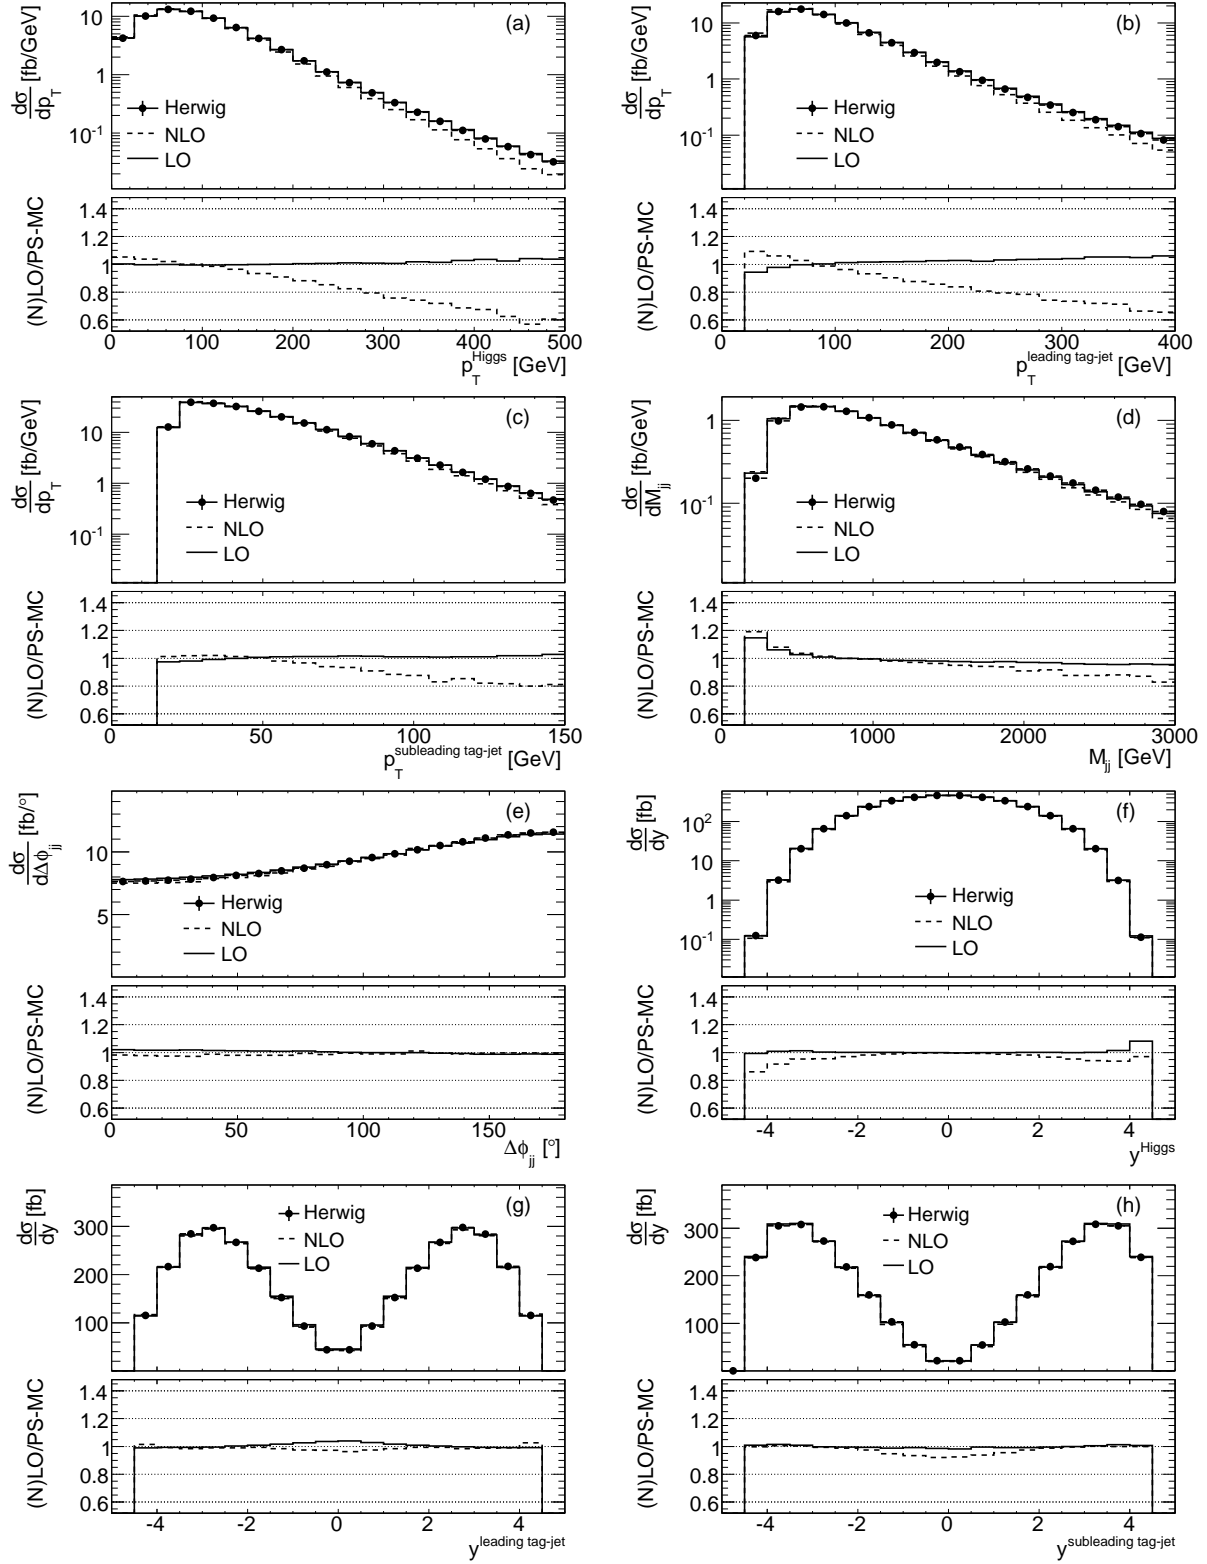 (a)
dσ/dp_T [fb/GeV]
10
1
10^-1
Herwig
NLO
LO
(N)LO/PS-MC
1.4
1.2
1
0.8
0.6
0 100 200 300 400 500
p_T^Higgs [GeV]
(b)
dσ/dp_T [fb/GeV]
10
1
10^-1
Herwig
NLO
LO
(N)LO/PS-MC
1.4
1.2
1
0.8
0.6
0 100 200 300 400
p_T^leading tag-jet [GeV]
(c)
dσ/dp_T [fb/GeV]
10
1
10^-1
Herwig
NLO
LO
(N)LO/PS-MC
1.4
1.2
1
0.8
0.6
0 50 100 150
p_T^subleading tag-jet [GeV]
(d)
dσ/dM_jj [fb/GeV]
1
10^-1
Herwig
NLO
LO
(N)LO/PS-MC
1.4
1.2
1
0.8
0.6
0 1000 2000 3000
M_jj [GeV]
(e)
dσ/dΔϕ_jj [fb/°]
10
5
Herwig
NLO
LO
(N)LO/PS-MC
1.4
1.2
1
0.8
0.6
0 50 100 150
Δϕ_jj [°]
(f)
dσ/dy [fb]
10^2
10
1
10^-1
Herwig
NLO
LO
(N)LO/PS-MC
1.4
1.2
1
0.8
0.6
-4 -2 0 2 4
y^Higgs
(g)
dσ/dy [fb]
300
200
100
Herwig
NLO
LO
(N)LO/PS-MC
1.4
1.2
1
0.8
0.6
-4 -2 0 2 4
y^leading tag-jet
(h)
dσ/dy [fb]
300
200
100
Herwig
NLO
LO
(N)LO/PS-MC
1.4
1.2
1
0.8
0.6
-4 -2 0 2 4
y^subleading tag-jet